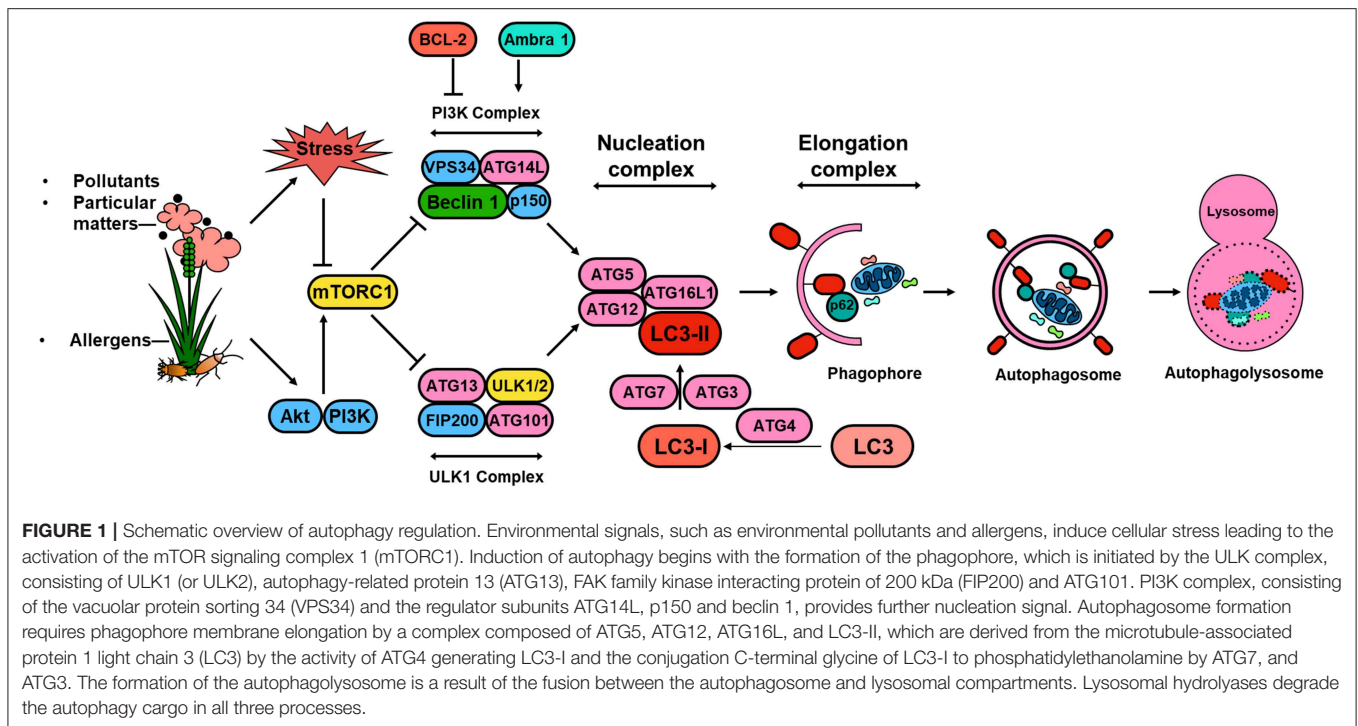 BCL-2
Ambra 1
PI3K Complex
Stress
VPS34
ATG14L
Beclin 1
p150
Nucleation
complex
Elongation
complex
• Pollutants
• Particular
matters
• Allergens
mTORC1
Akt
PI3K
ATG13
ULK1/2
FIP200
ATG101
ULK1 Complex
ATG5
ATG12
ATG16L1
LC3-II
ATG7
ATG3
ATG4
LC3-I
LC3
p62
Phagophore
Autophagosome
Lysosome
Autophagolysosome
FIGURE 1 | Schematic overview of autophagy regulation. Environmental signals, such as environmental pollutants and allergens, induce cellular stress leading to the
activation of the mTOR signaling complex 1 (mTORC1). Induction of autophagy begins with the formation of the phagophore, which is initiated by the ULK complex,
consisting of ULK1 (or ULK2), autophagy-related protein 13 (ATG13), FAK family kinase interacting protein of 200 kDa (FIP200) and ATG101. PI3K complex, consisting
of the vacuolar protein sorting 34 (VPS34) and the regulator subunits ATG14L, p150 and beclin 1, provides further nucleation signal. Autophagosome formation
requires phagophore membrane elongation by a complex composed of ATG5, ATG12, ATG16L, and LC3-II, which are derived from the microtubule-associated
protein 1 light chain 3 (LC3) by the activity of ATG4 generating LC3-I and the conjugation C-terminal glycine of LC3-I to phosphatidylethanolamine by ATG7, and
ATG3. The formation of the autophagolysosome is a result of the fusion between the autophagosome and lysosomal compartments. Lysosomal hydrolyases degrade
the autophagy cargo in all three processes.